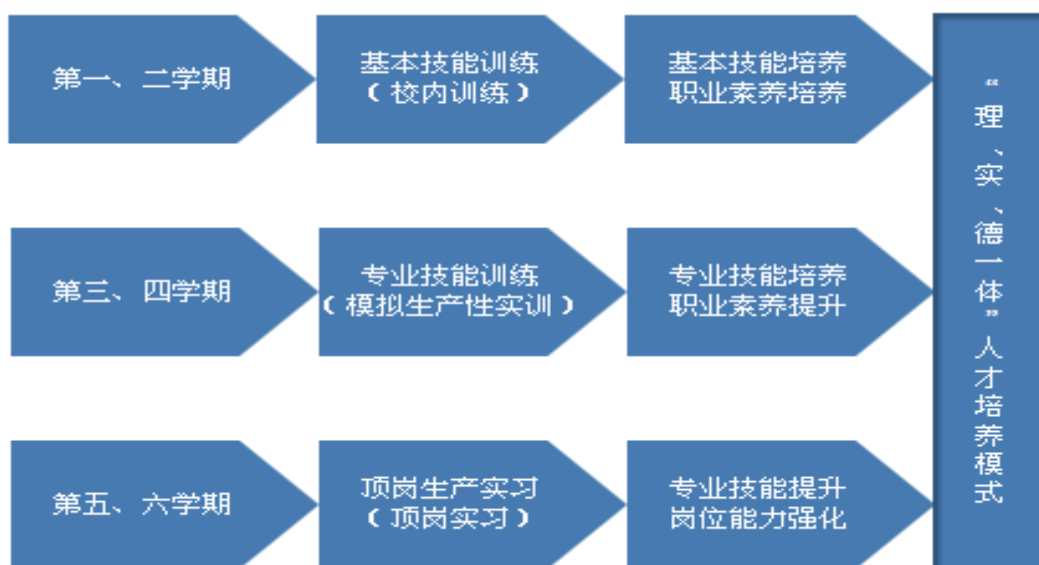 第一、二学期
基本技能训练
（校内训练）
基本技能培养
职业素养培养
第三、四学期
专业技能训练
（模拟生产性实训）
专业技能培养
职业素养提升
第五、六学期
顶岗生产实习
（顶岗实习）
专业技能提升
岗位能力强化
“理、实、德一体”人才培养模式